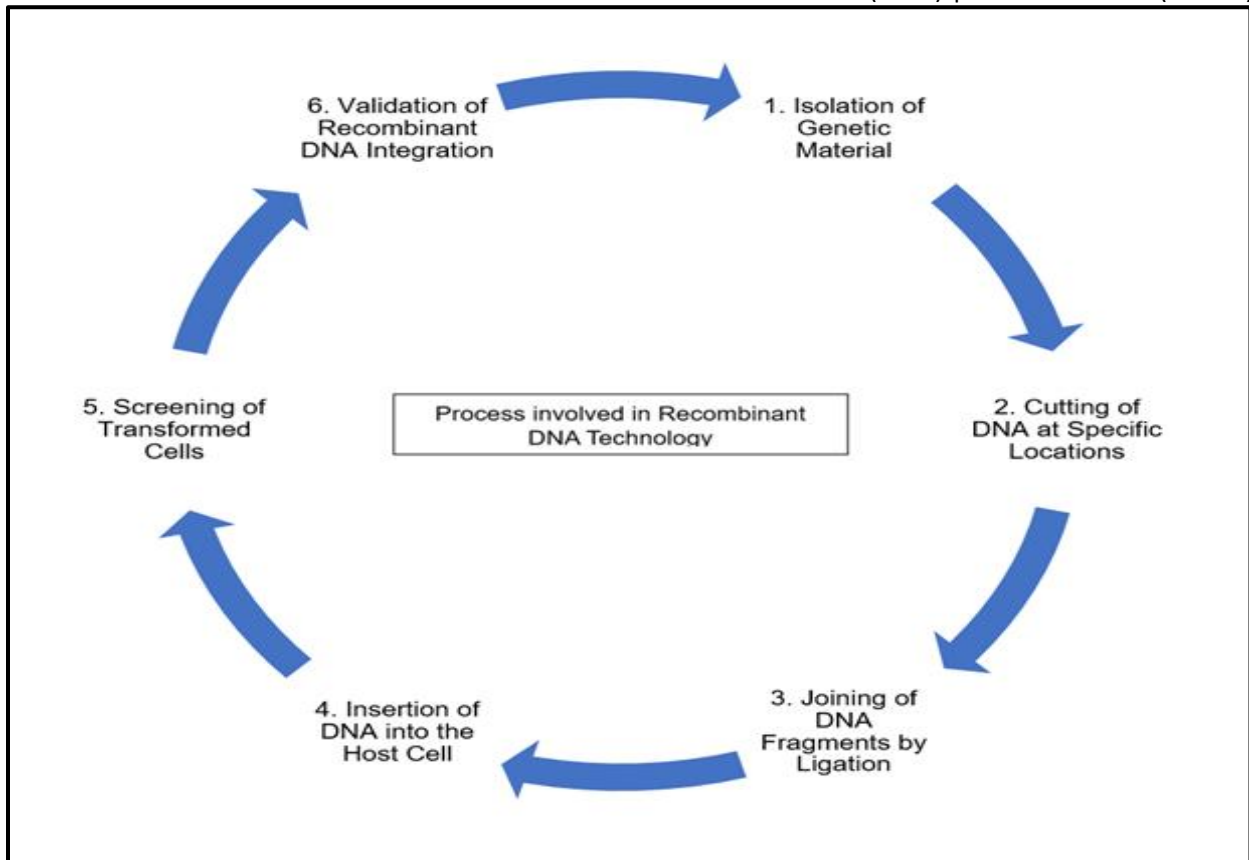 1. Isolation of
Genetic
Material
2. Cutting of
DNA at Specific
Locations
3. Joining of
DNA
Fragments by
Ligation
4. Insertion of
DNA into the
Host Cell
5. Screening of
Transformed
Cells
6. Validation of
Recombinant
DNA Integration
Process involved in Recombinant
DNA Technology